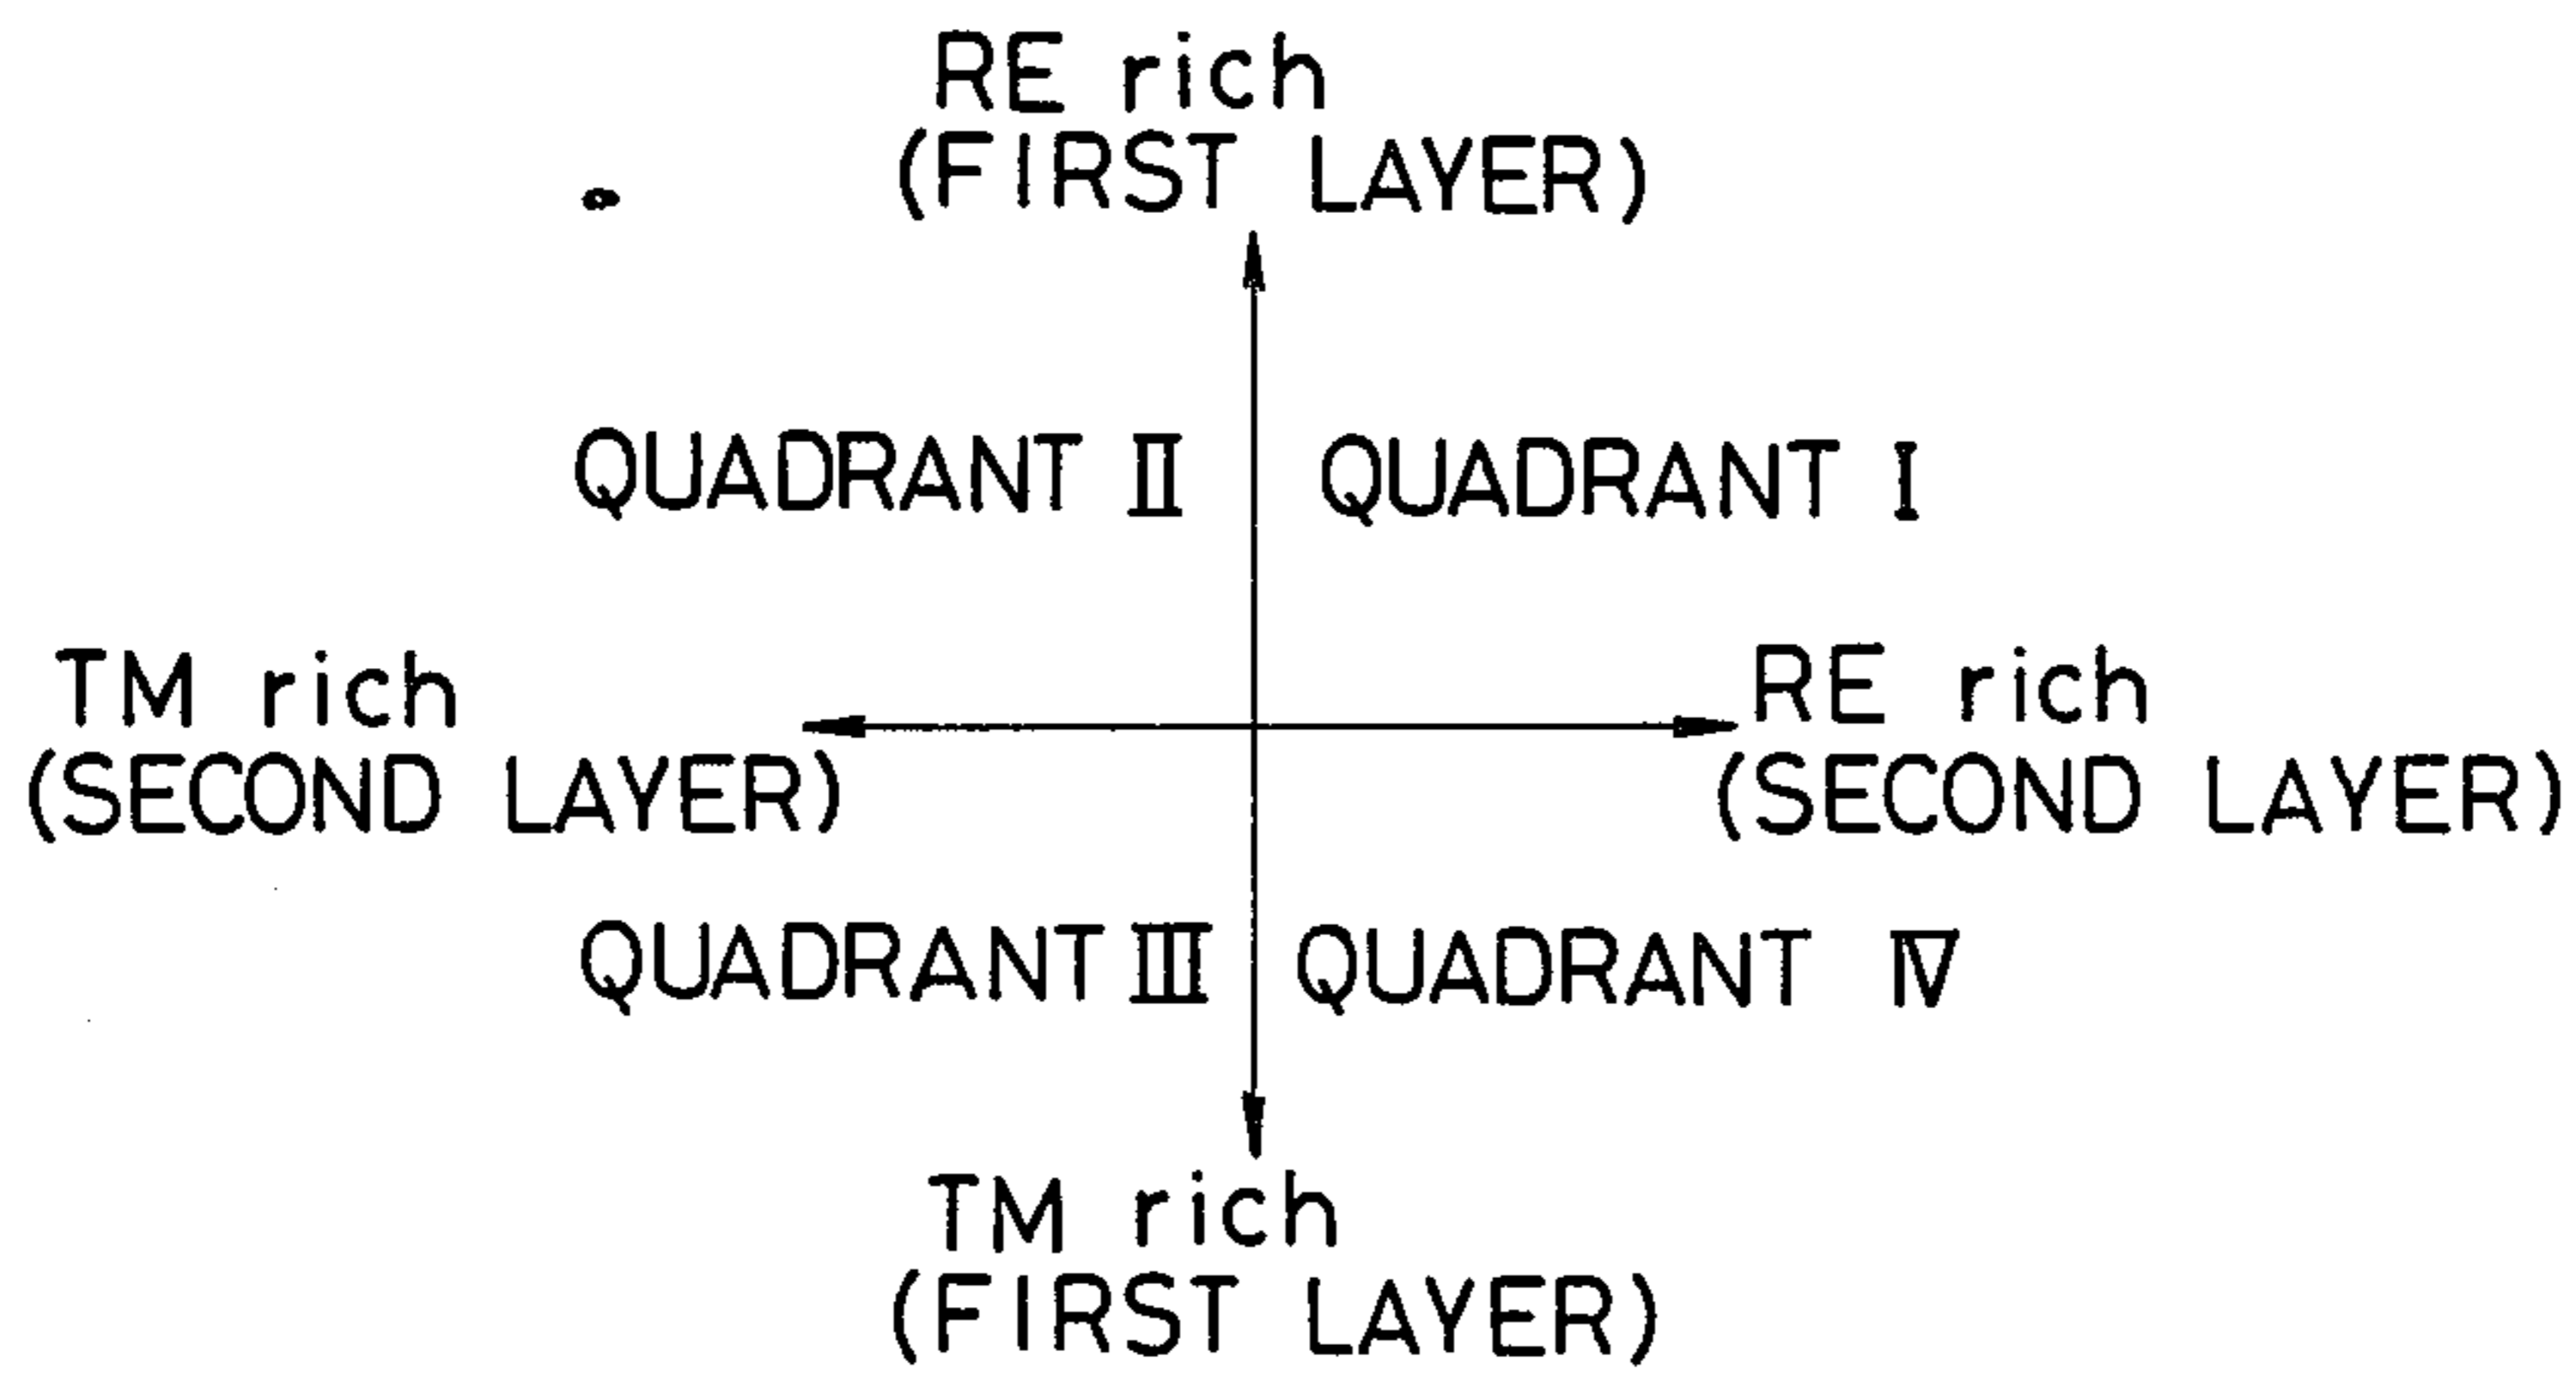 RE rich
(FIRST LAYER)
QUADRANT II QUADRANT I
TM rich RE rich
(SECOND LAYER) (SECOND LAYER)
QUADRANT III QUADRANT IV
TM rich
(FIRST LAYER)